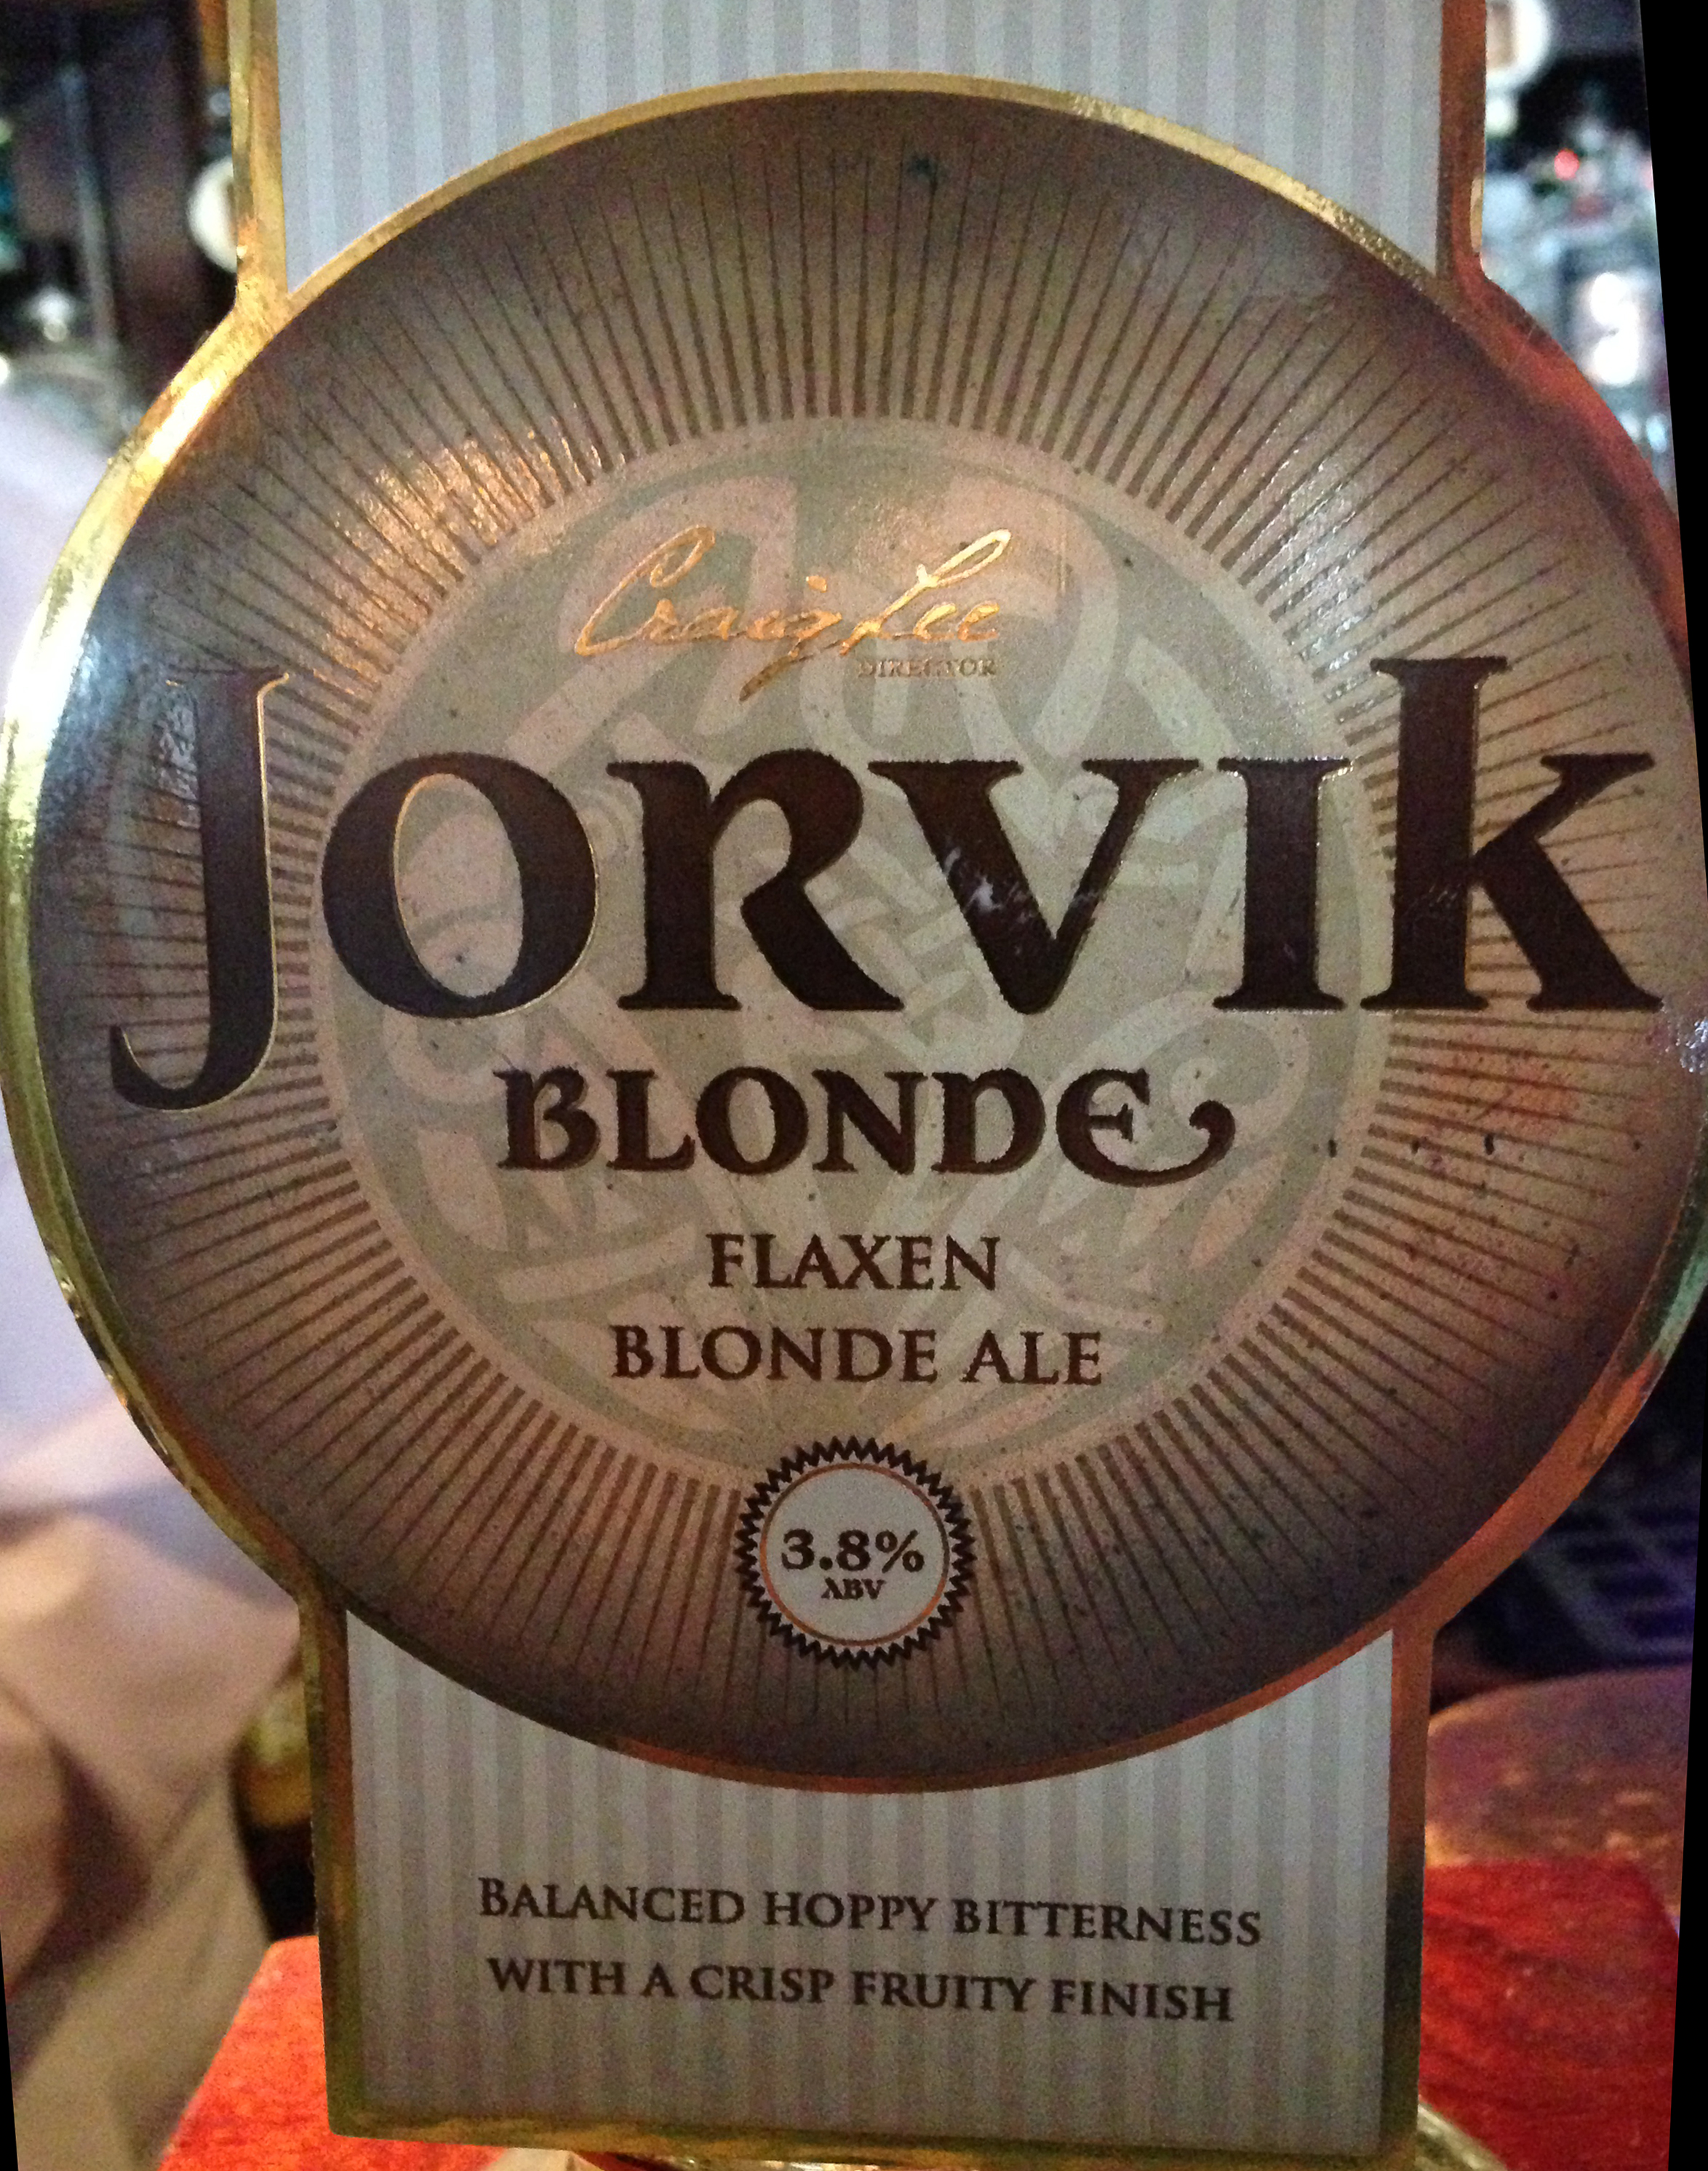 Craig Lee
DIRECTOR
JORVIK
BLONDE
FLAXEN
BLONDE ALE
3.8%
ABV
BALANCED HOPPY BITTERNESS
WITH A CRISP FRUITY FINISH